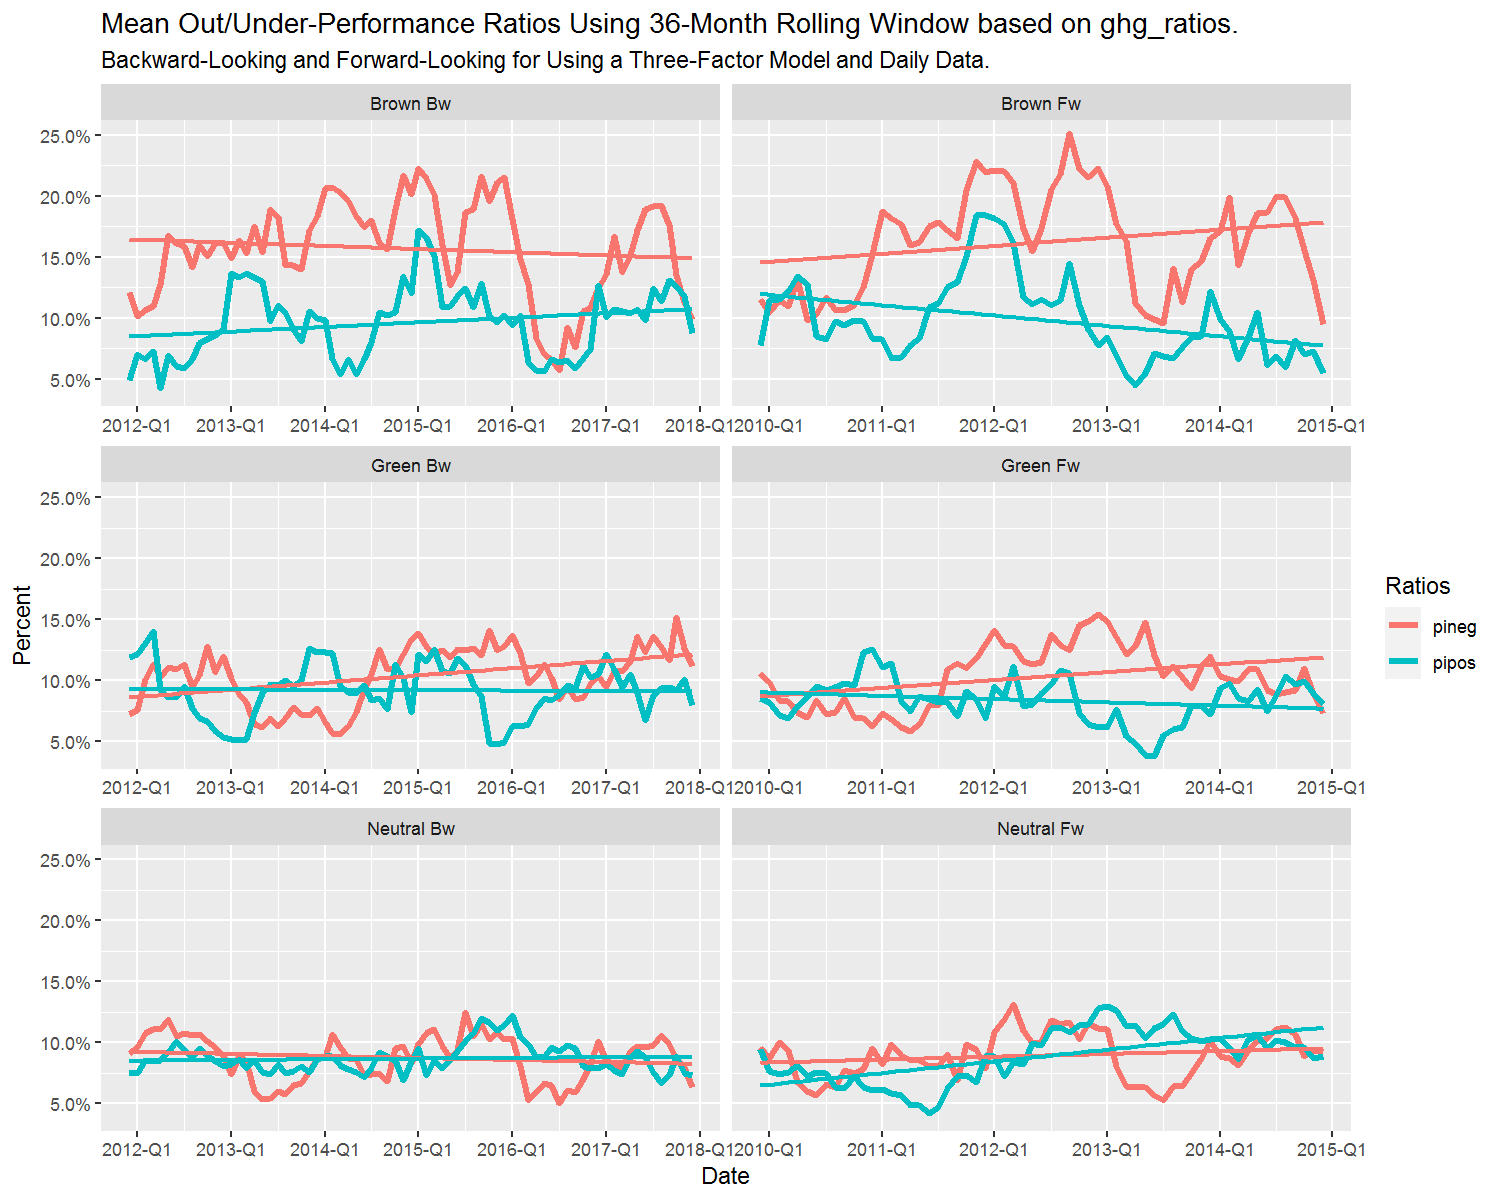 Mean Out/Under-Performance Ratios Using 36-Month Rolling Window based on ghg_ratios.
Backward-Looking and Forward-Looking for Using a Three-Factor Model and Daily Data.
Brown Bw
Brown Fw
25.0%
20.0%
15.0%
10.0%
5.0%
2012-Q1 2013-Q1 2014-Q1 2015-Q1 2016-Q1 2017-Q1 2018-Q1
2010-Q1 2011-Q1 2012-Q1 2013-Q1 2014-Q1 2015-Q1
Green Bw
Green Fw
25.0%
20.0%
15.0%
10.0%
5.0%
2012-Q1 2013-Q1 2014-Q1 2015-Q1 2016-Q1 2017-Q1 2018-Q1
2010-Q1 2011-Q1 2012-Q1 2013-Q1 2014-Q1 2015-Q1
Neutral Bw
Neutral Fw
25.0%
20.0%
15.0%
10.0%
5.0%
2012-Q1 2013-Q1 2014-Q1 2015-Q1 2016-Q1 2017-Q1 2018-Q1
2010-Q1 2011-Q1 2012-Q1 2013-Q1 2014-Q1 2015-Q1
Percent
Date
Ratios
pineg
pipos